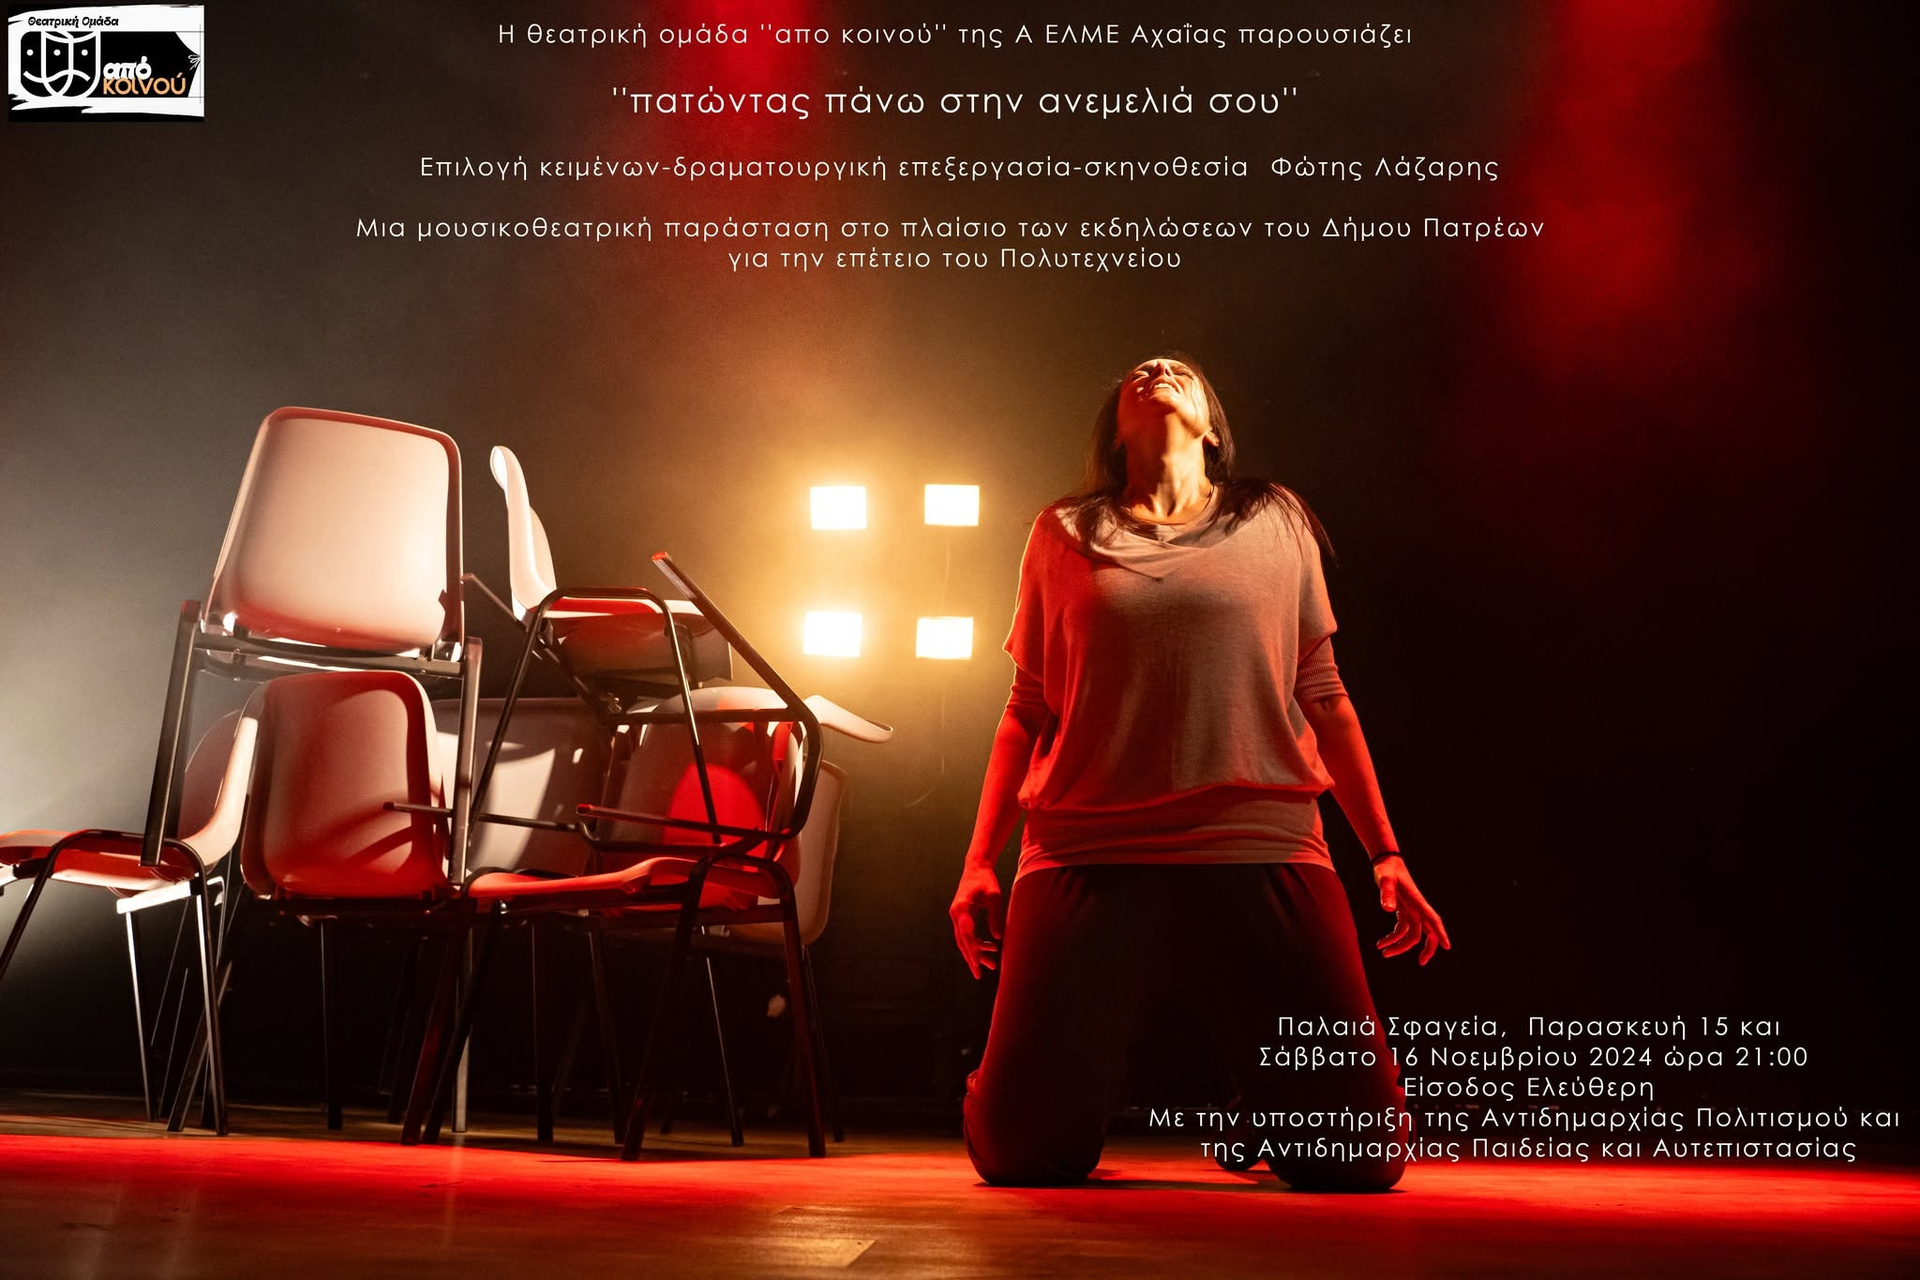 Θεατρική Ομάδα
από
κοινού
Η θεατρική ομάδα ''απο κοινού'' της Α ΕΛΜΕ Αχαΐας παρουσιάζει
''πατώντας πάνω στην ανεμελιά σου''
Επιλογή κειμένων-δραματουργική επεξεργασία-σκηνοθεσία Φώτης Λάζαρης
Μια μουσικοθεατρική παράσταση στο πλαίσιο των εκδηλώσεων του Δήμου Πατρέων
για την επέτειο του Πολυτεχνείου
Παλαιά Σφαγεία, Παρασκευή 15 και
Σάββατο 16 Νοεμβρίου 2024 ώρα 21:00
Είσοδος Ελεύθερη
Με την υποστήριξη της Αντιδημαρχίας Πολιτισμού και
της Αντιδημαρχίας Παιδείας και Αυτεπιστασίας